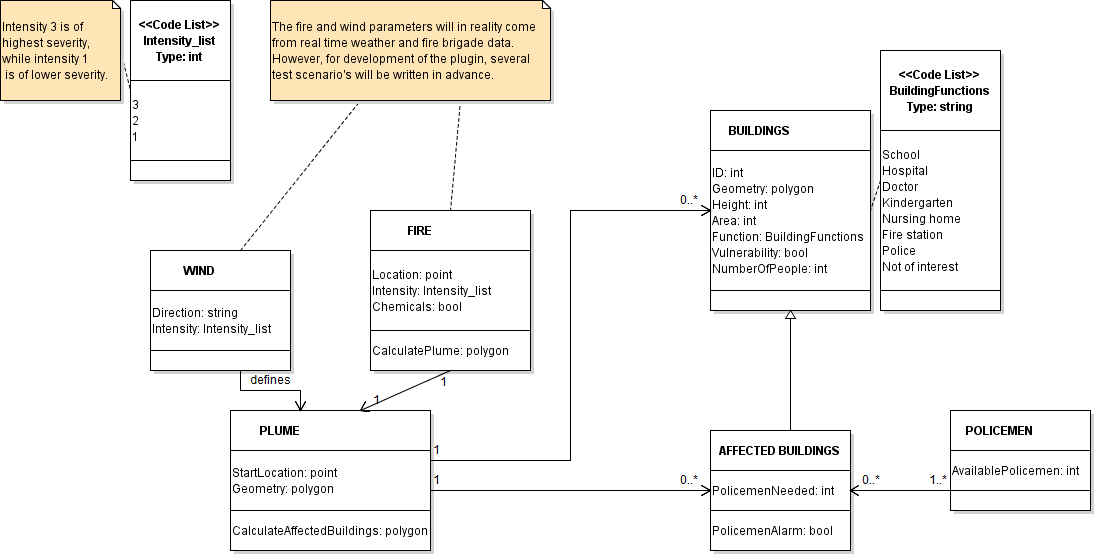 Intensity 3 is of
highest severity,
while intensity 1
is of lower severity.
<<Code List>>
Intensity_list
Type: int
3
2
1
The fire and wind parameters will in reality come
from real time weather and fire brigade data.
However, for development of the plugin, several
test scenario's will be written in advance.
BUILDINGS
ID: int
Geometry: polygon
Height: int
Area: int
Function: BuildingFunctions
Vulnerability: bool
NumberOfPeople: int
<<Code List>>
BuildingFunctions
Type: string
School
Hospital
Doctor
Kindergarten
Nursing home
Fire station
Police
Not of interest
0..*
WIND
Direction: string
Intensity: Intensity_list
FIRE
Location: point
Intensity: Intensity_list
Chemicals: bool
CalculatePlume: polygon
defines
1
1
PLUME
StartLocation: point
Geometry: polygon
CalculateAffectedBuildings: polygon
1
1
0..*
AFFECTED BUILDINGS
PolicemenNeeded: int
PolicemenAlarm: bool
0..*
1..*
POLICEMEN
AvailablePolicemen: int